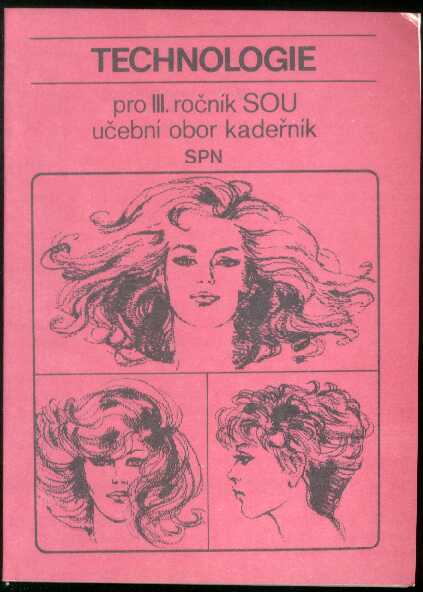 TECHNOLOGIE
pro III. ročník SOU
učební obor kadeřník
SPN